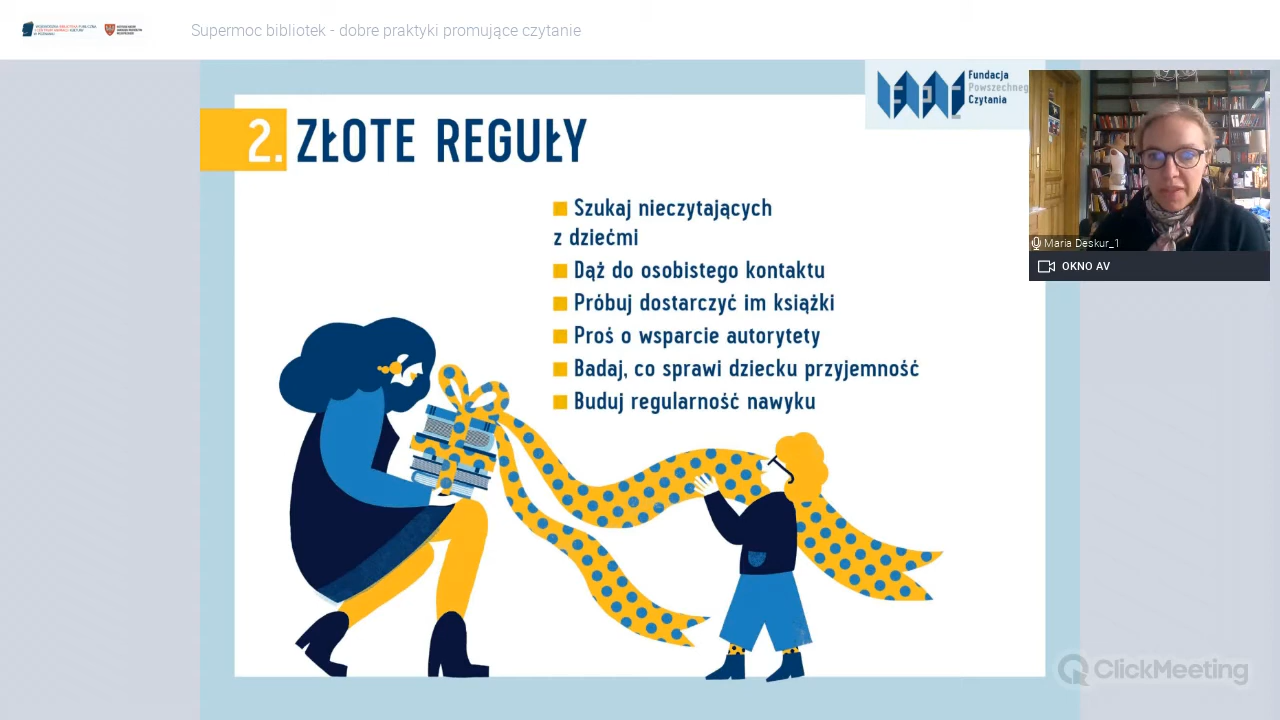 Supermoc bibliotek - dobre praktyki promujące czytanie
Fundacja
Powszechneg
Czytania
2. ZŁOTE REGUŁY
Szukaj nieczytających
z dziećmi
Dąż do osobistego kontaktu
Próbuj dostarczyć im książki
Proś o wsparcie autorytety
Badaj, co sprawi dziecku przyjemność
Buduj regularność nawyku
Maria Deskur_1
OKNO AV
ClickMeeting